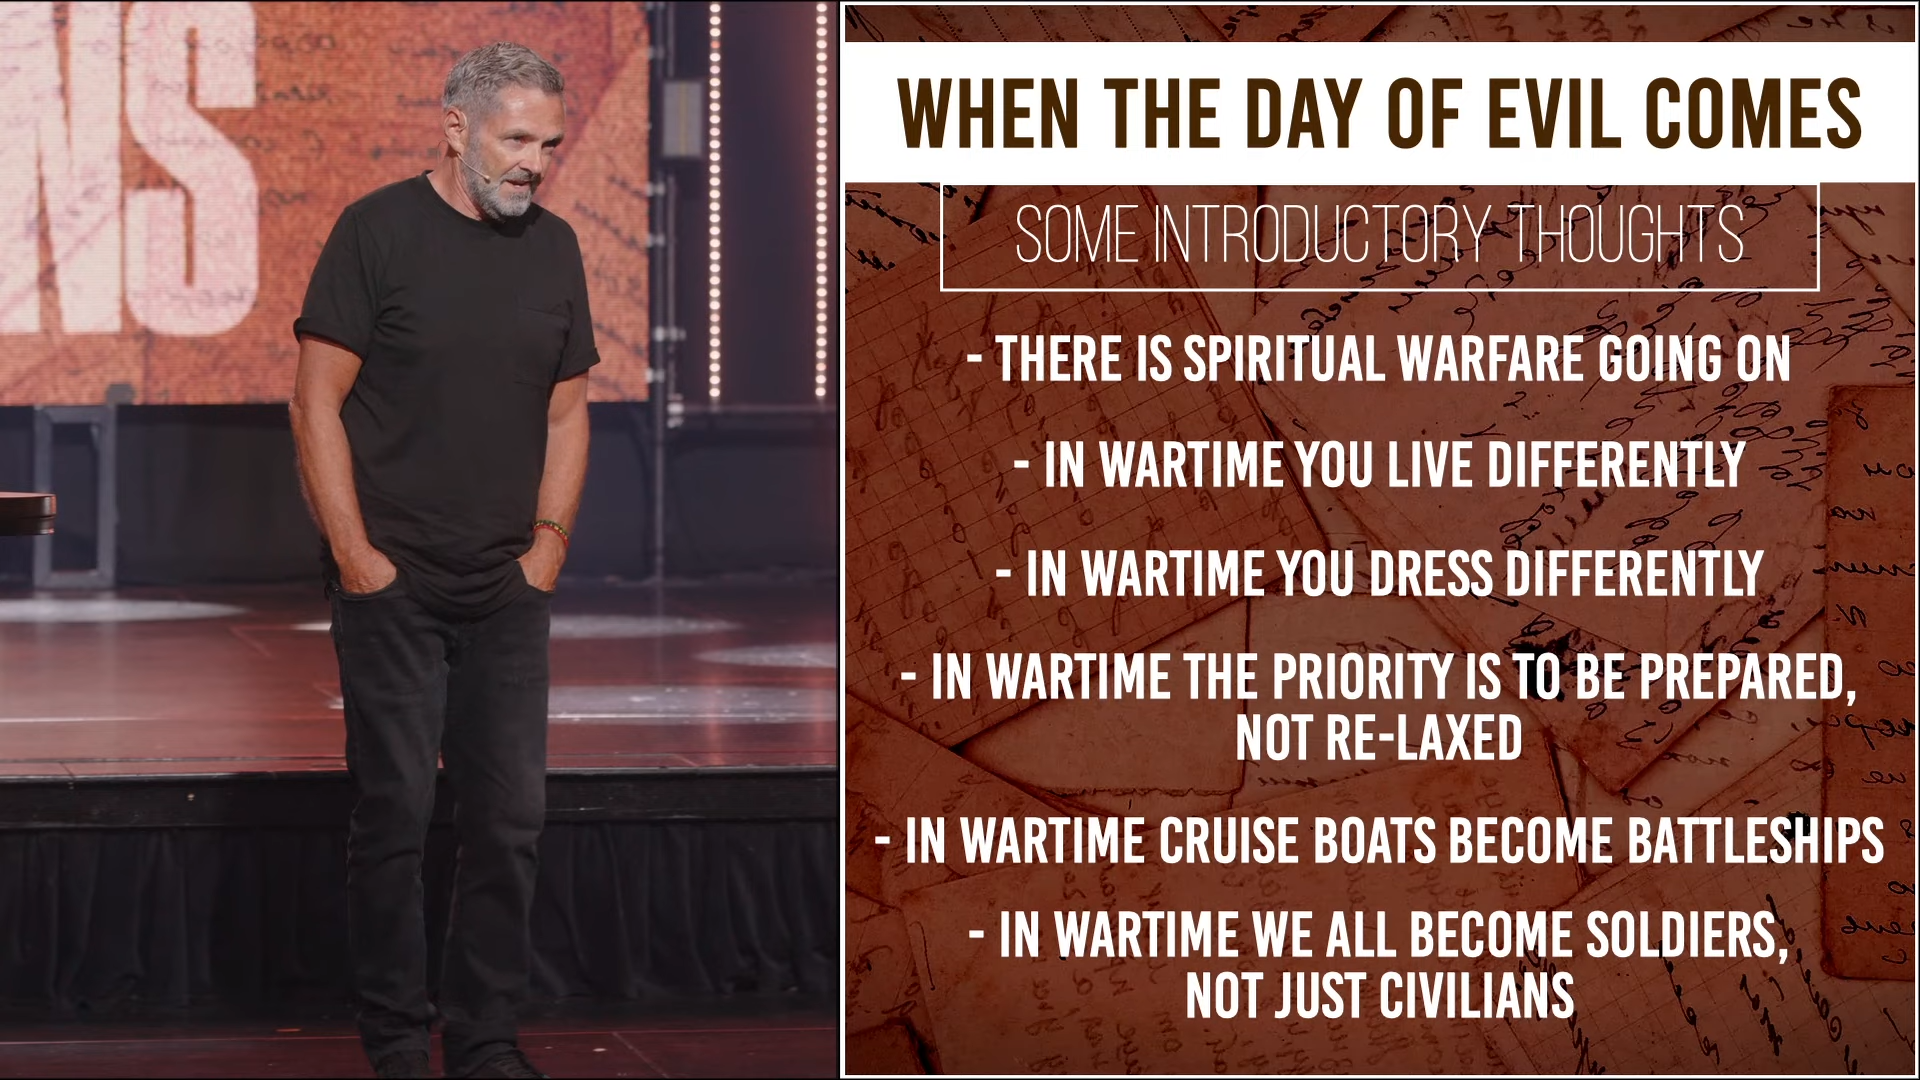 NS
WHEN THE DAY OF EVIL COMES
SOME INTRODUCTORY THOUGHTS
- THERE IS SPIRITUAL WARFARE GOING ON
- IN WARTIME YOU LIVE DIFFERENTLY
- IN WARTIME YOU DRESS DIFFERENTLY
- IN WARTIME THE PRIORITY IS TO BE PREPARED,
NOT RE-LAXED
- IN WARTIME CRUISE BOATS BECOME BATTLESHIPS
- IN WARTIME WE ALL BECOME SOLDIERS,
NOT JUST CIVILIANS